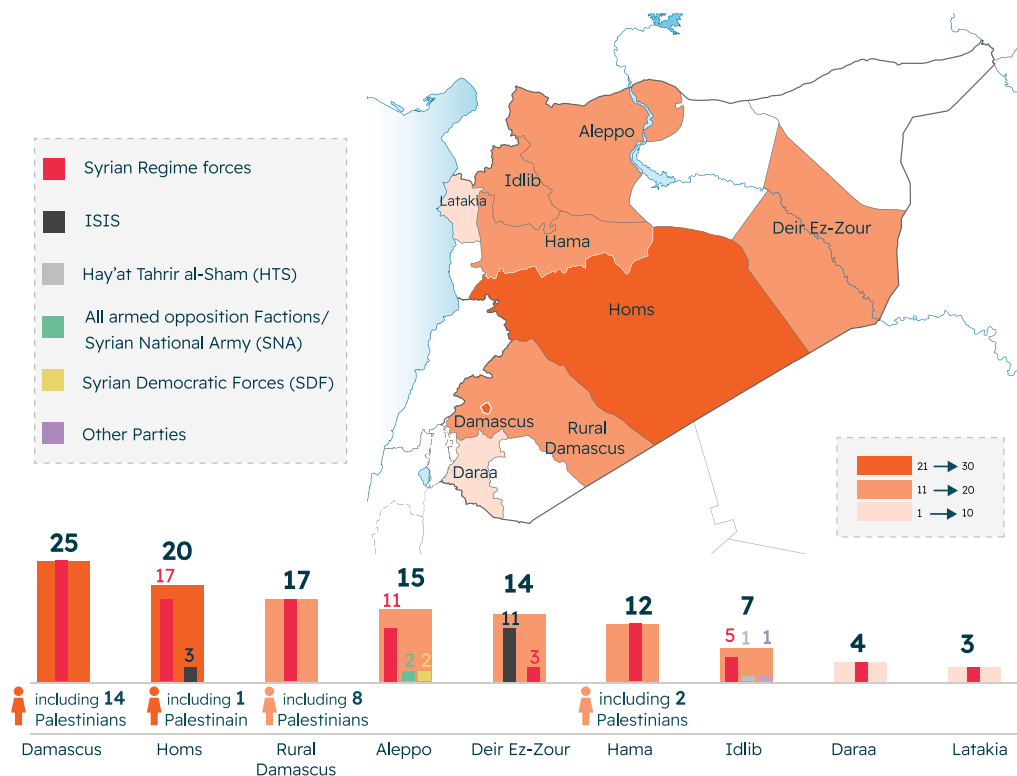 Syrian Regime forces
ISIS
Hay'at Tahrir al-Sham (HTS)
All armed opposition Factions/
Syrian National Army (SNA)
Syrian Democratic Forces (SDF)
Other Parties
Aleppo
Idlib
Latakia
Hama
Deir Ez-Zour
Homs
Damascus
Rural
Damascus
Daraa
21 30
11 20
1 10
25
20
17
3
17
15
11
2
2
14
11
3
12
7
5
1
1
4
3
including 14
Palestinians
including 1
Palestinain
including 8
Palestinians
including 2
Palestinians
Damascus
Homs
Rural
Damascus
Aleppo
Deir Ez-Zour
Hama
Idlib
Daraa
Latakia